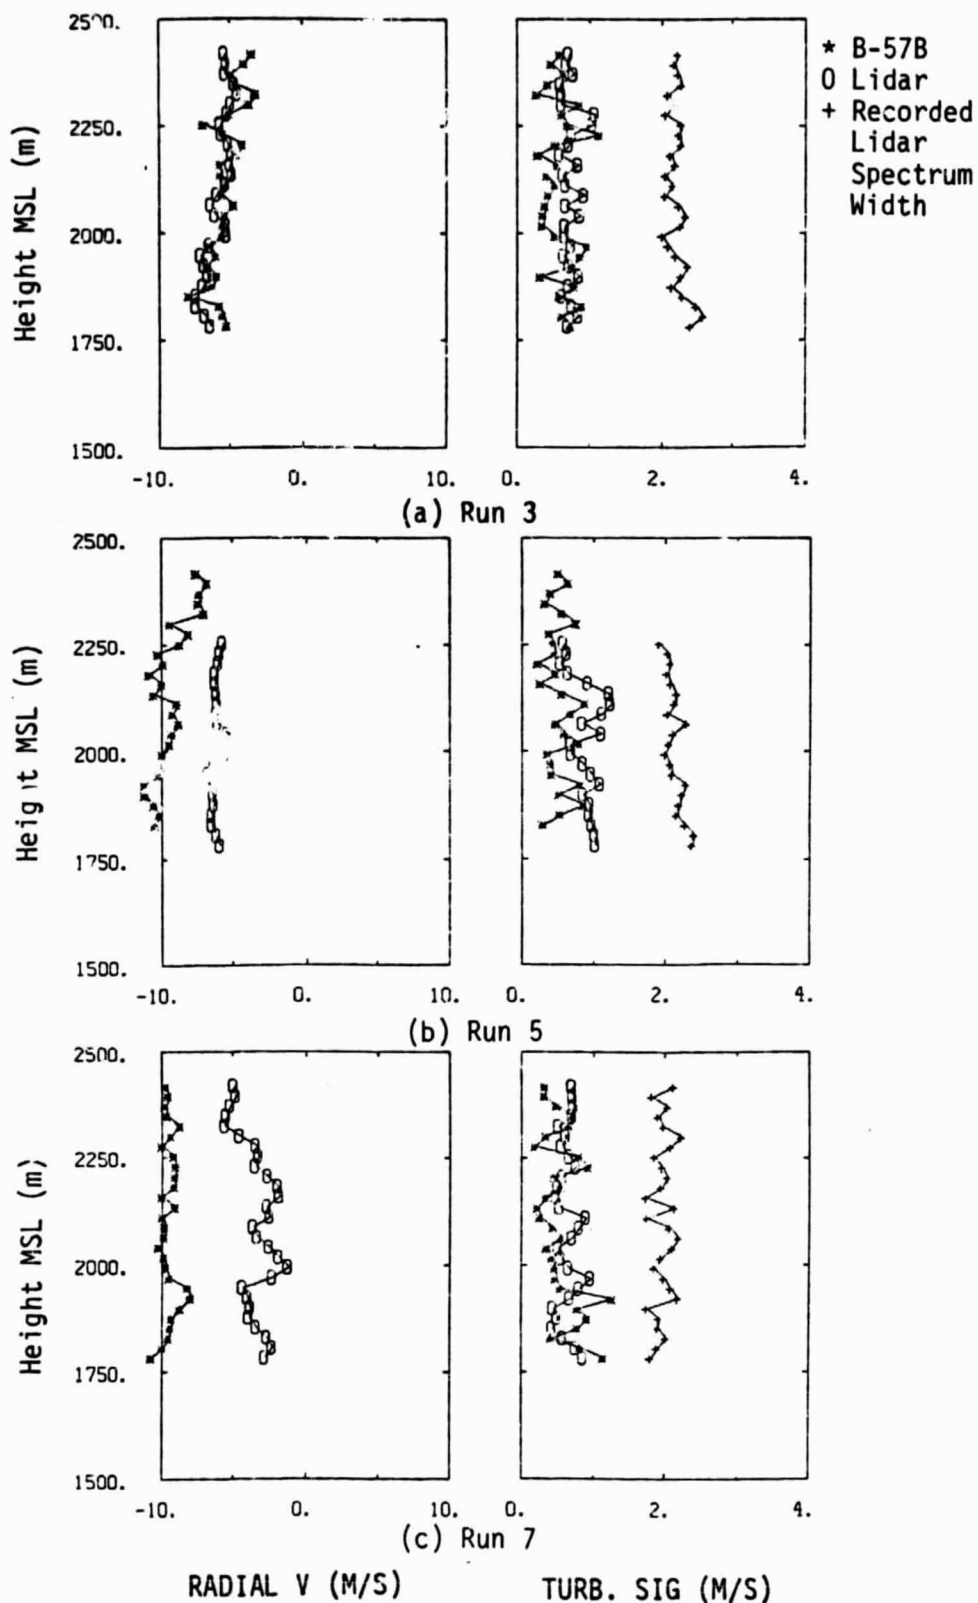 2500.
2250.
2000.
1750.
1500.
Height MSL (m)
-10. 0. 10. 0. 2. 4.
* B-57B
0 Lidar
+ Recorded
Lidar
Spectrum
Width
(a) Run 3
2500.
2250.
2000.
1750.
1500.
Height MSL (m)
-10. 0. 10. 0. 2. 4.
(b) Run 5
2500.
2250.
2000.
1750.
1500.
Height MSL (m)
-10. 0. 10. 0. 2. 4.
(c) Run 7
RADIAL V (M/S) TURB. SIG (M/S)